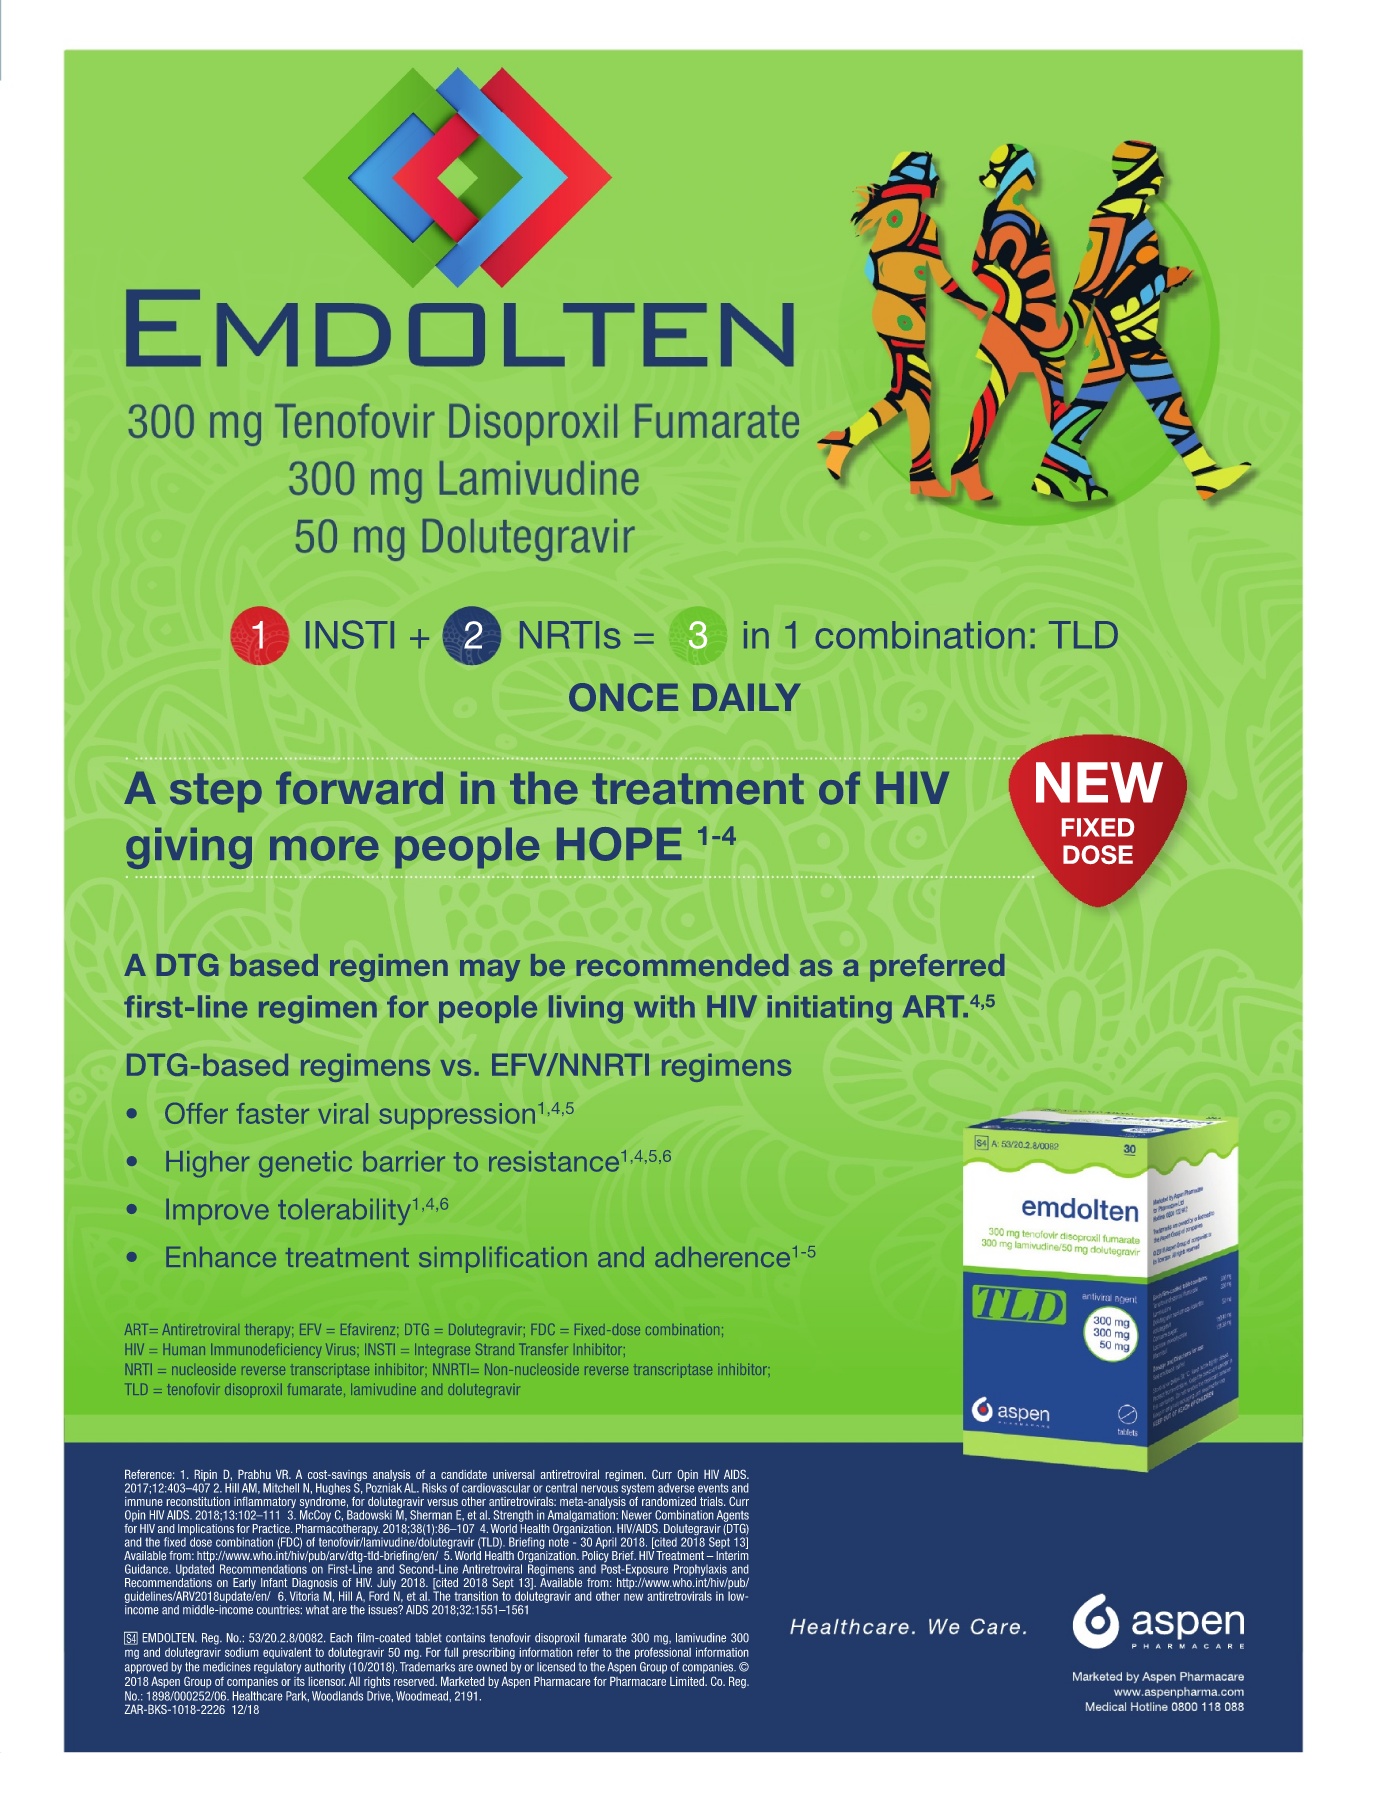 EMDOLTEN
300 mg Tenofovir Disoproxil Fumarate
300 mg Lamivudine
50 mg Dolutegravir
1 INSTI + 2 NRTIs = 3 in 1 combination: TLD
ONCE DAILY
A step forward in the treatment of HIV
giving more people HOPE 1-4
NEW
FIXED
DOSE
A DTG based regimen may be recommended as a preferred
first-line regimen for people living with HIV initiating ART.4,5
DTG-based regimens vs. EFV/NNRTI regimens
• Offer faster viral suppression1,4,5
• Higher genetic barrier to resistance1,4,5,6
• Improve tolerability1,4,6
• Enhance treatment simplification and adherence1-5
S4 A: 53/20.2.8/0082 30
emdolten
300 mg tenofovir disoproxil fumarate
300 mg lamivudine/50 mg dolutegravir
TLD
antiviral agent
300 mg
300 mg
50 mg
aspen
PHARMACARE
tablets
ART= Antiretroviral therapy; EFV = Efavirenz; DTG = Dolutegravir; FDC = Fixed-dose combination;
HIV = Human Immunodeficiency Virus; INSTI = Integrase Strand Transfer Inhibitor;
NRTI = nucleoside reverse transcriptase inhibitor; NNRTI= Non-nucleoside reverse transcriptase inhibitor;
TLD = tenofovir disoproxil fumarate, lamivudine and dolutegravir
Reference: 1. Ripin D, Prabhu VR. A cost-savings analysis of a candidate universal antiretroviral regimen. Curr Opin HIV AIDS.
2017;12:403–407 2. Hill AM, Mitchell N, Hughes S, Pozniak AL. Risks of cardiovascular or central nervous system adverse events and
immune reconstitution inflammatory syndrome, for dolutegravir versus other antiretrovirals: meta-analysis of randomized trials. Curr
Opin HIV AIDS. 2018;13:102–111 3. McCoy C, Badowski M, Sherman E, et al. Strength in Amalgamation: Newer Combination Agents
for HIV and Implications for Practice. Pharmacotherapy. 2018;38(1):86–107 4. World Health Organization. HIV/AIDS. Dolutegravir (DTG)
and the fixed dose combination (FDC) of tenofovir/lamivudine/dolutegravir (TLD). Briefing note - 30 April 2018. [cited 2018 Sept 13]
Available from: http://www.who.int/hiv/pub/arv/dtg-tld-briefing/en/ 5. World Health Organization. Policy Brief. HIV Treatment – Interim
Guidance. Updated Recommendations on First-Line and Second-Line Antiretroviral Regimens and Post-Exposure Prophylaxis and
Recommendations on Early Infant Diagnosis of HIV. July 2018. [cited 2018 Sept 13]. Available from: http://www.who.int/hiv/pub/
guidelines/ARV2018update/en/ 6. Vitoria M, Hill A, Ford N, et al. The transition to dolutegravir and other new antiretrovirals in low-
income and middle-income countries: what are the issues? AIDS 2018;32:1551–1561
S4 EMDOLTEN. Reg. No.: 53/20.2.8/0082. Each film-coated tablet contains tenofovir disoproxil fumarate 300 mg, lamivudine 300
mg and dolutegravir sodium equivalent to dolutegravir 50 mg. For full prescribing information refer to the professional information
approved by the medicines regulatory authority (10/2018). Trademarks are owned by or licensed to the Aspen Group of companies. ©
2018 Aspen Group of companies or its licensor. All rights reserved. Marketed by Aspen Pharmacare for Pharmacare Limited. Co. Reg.
No.: 1898/000252/06. Healthcare Park, Woodlands Drive, Woodmead, 2191.
ZAR-BKS-1018-2226 12/18
Healthcare. We Care.
aspen
PHARMACARE
Marketed by Aspen Pharmacare
www.aspenpharma.com
Medical Hotline 0800 118 088